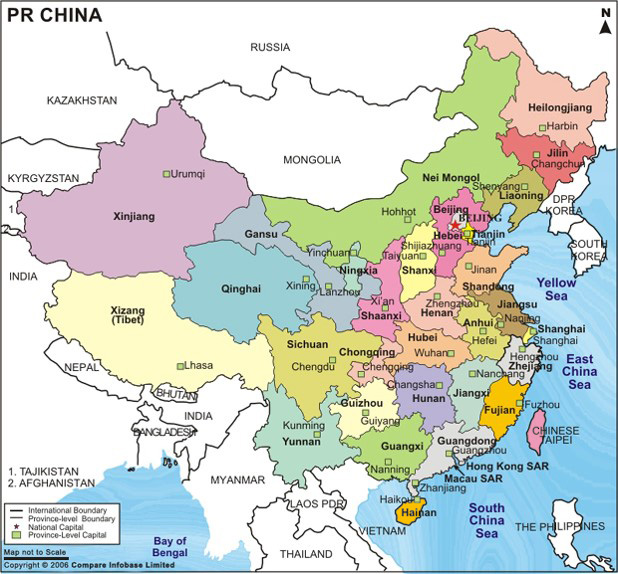 PR CHINA
N
RUSSIA
KAZAKHSTAN
MONGOLIA
KYRGYZSTAN
1
INDIA
Heilongjiang
Harbin
Jilin
Changchun
Nei Mongol
Shenyang
Liaoning
Urumqi
Xinjiang
DPR
KOREA
SOUTH
KOREA
Beijing
BEIJING
Hohhot
Tianjin
Tianjin
Hebei
Shijiazhuang
Gansu
Yinchuan
Ningxia
Taiyuan
Shanxi
Jinan
Shandong
Yellow
Sea
Qinghai
Xining
Lanzhou
Xi'an
Shaanxi
Zhengzhou
Henan
Jiangsu
Nanjing
Anhui
Hefei
Shanghai
Shanghai
Xizang
(Tibet)
Lhasa
Sichuan
Chengdu
Chongqing
Chengqing
Hubei
Wuhan
Hengzhou
Zhejiang
East
China
Sea
NEPAL
BHUTAN
INDIA
BANGLADESH
Changsha
Hunan
Nanchang
Jiangxi
Guizhou
Guiyang
Fujian
Fuzhou
CHINESE
TAIPEI
Kunming
Yunnan
Guangxi
Nanning
Guangdong
Guangzhou
Hong Kong SAR
Macau SAR
Zhanjiang
Haikou
Hainan
MYANMAR
LAOS PDR
VIETNAM
THAILAND
South
China
Sea
THE PHILIPPINES
Bay of
Bengal
1. TAJIKISTAN
2. AFGHANISTAN
International Boundary
Province-level Boundary
National Capital
Province-Level Capital
Map not to Scale
Copyright © 2006 Compare Infobase Limited